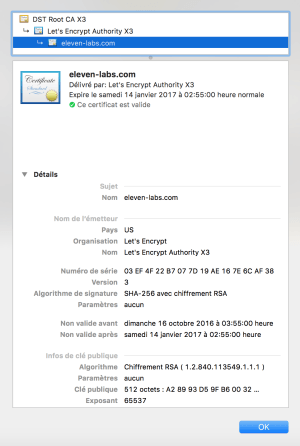 DST Root CA X3
Let's Encrypt Authority X3
eleven-labs.com
Certificate
Standard
eleven-labs.com
Délivré par: Let's Encrypt Authority X3
Expire le samedi 14 janvier 2017 à 02:55:00 heure normale
Ce certificat est valide
Détails
Sujet
Nom eleven-labs.com
Nom de l'émetteur
Pays US
Organisation Let's Encrypt
Nom Let's Encrypt Authority X3
Numéro de série 03 EF 4F 22 B7 07 7D 19 AE 16 7E 6C AF 38
Version 3
Algorithme de signature SHA-256 avec chiffrement RSA
Paramètres aucun
Non valide avant dimanche 16 octobre 2016 à 03:55:00 heure
Non valide après samedi 14 janvier 2017 à 02:55:00 heure
Infos de clé publique
Algorithme Chiffrement RSA ( 1.2.840.113549.1.1.1 )
Paramètres aucun
Clé publique 512 octets : A2 89 93 D5 9F B6 00 32 ...
Exposant 65537
OK